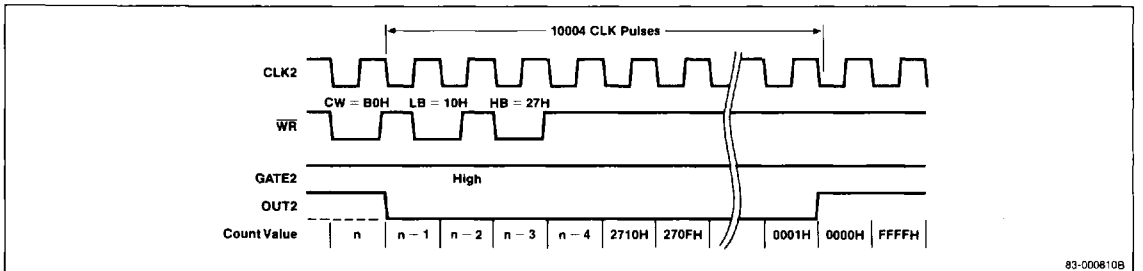 10004 CLK Pulses
CLK2
CW = B0H LB = 10H HB = 27H
WR
GATE2 High
OUT2
Count Value n n – 1 n – 2 n – 3 n – 4 2710H 270FH 0001H 0000H FFFFH
83-000810B